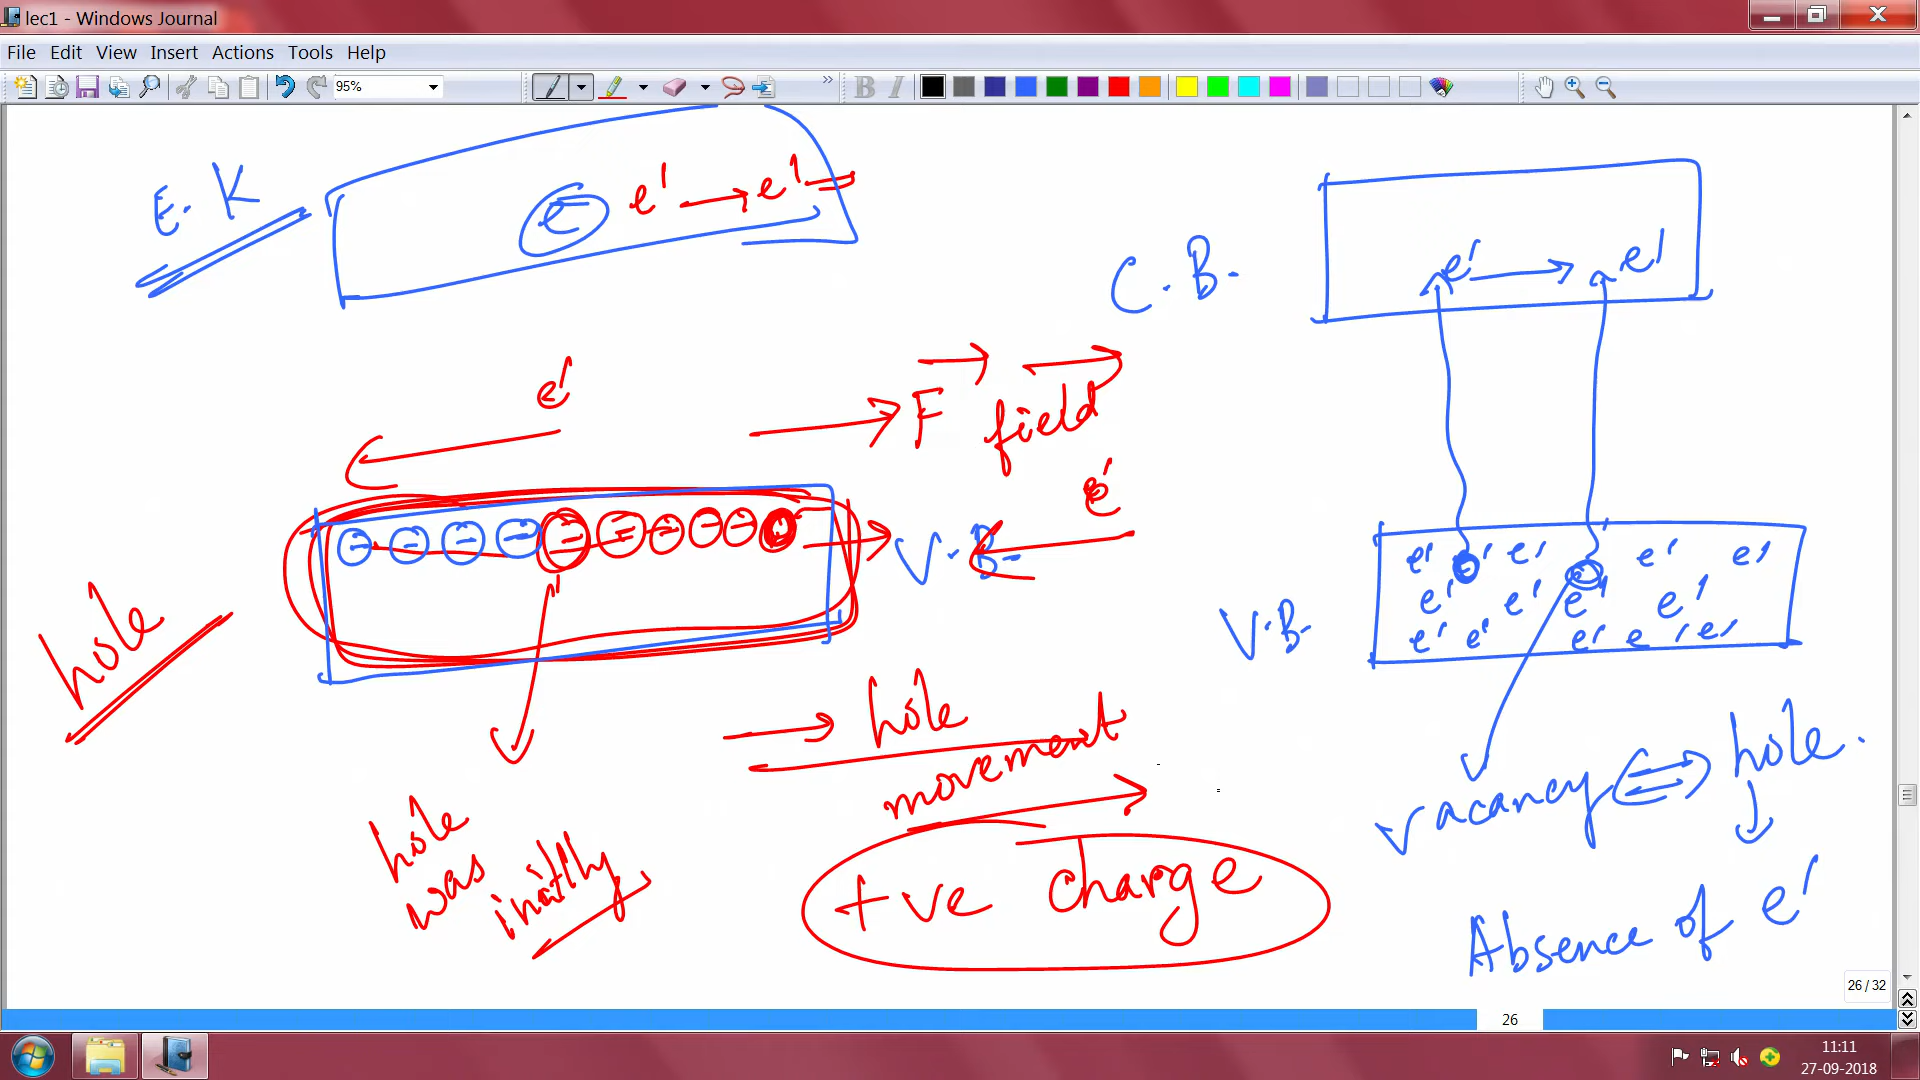 lec1 - Windows Journal
File Edit View Insert Actions Tools Help
95%
E-K
e e' → e'
C.B.
e' → e'
e'
→ F field
e'
V.B.
hole
→ hole
movement
hole
was
+ve charge
V.B.
e' e' e' e' e'
e' e' e' e'
e' e' e' e' e'
vacancy ⇌ hole.
Absence of e'
26 / 32
26
11:11
27-09-2018